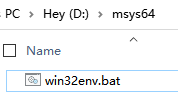 s PC > Hey (D:) > msys64
Name
win32env.bat